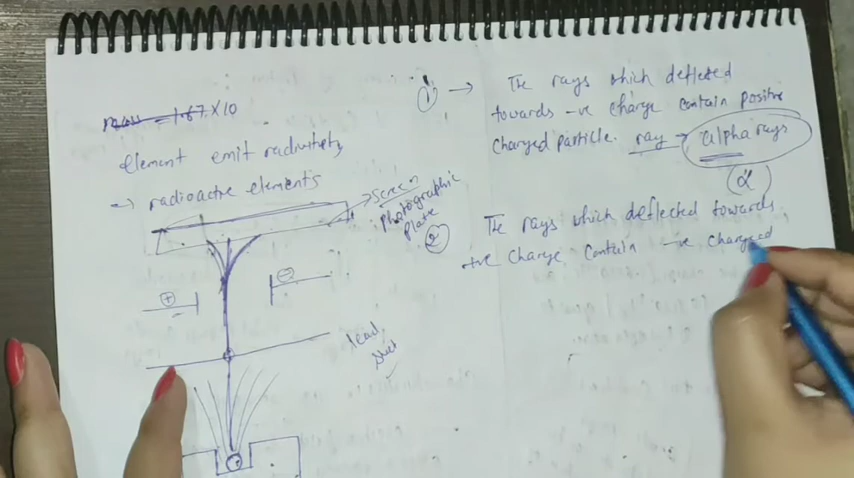 mass = 1.67 X 10
element emit
→ radioactive elements
Screen
Photographic
Plate
⊕
⊖
lead
(1) → The rays which deflected
towards -ve charge contain positive
charged particle. ray → alpha rays
(α)
(2)
The rays which deflected towards
+ve charge contain -ve charged